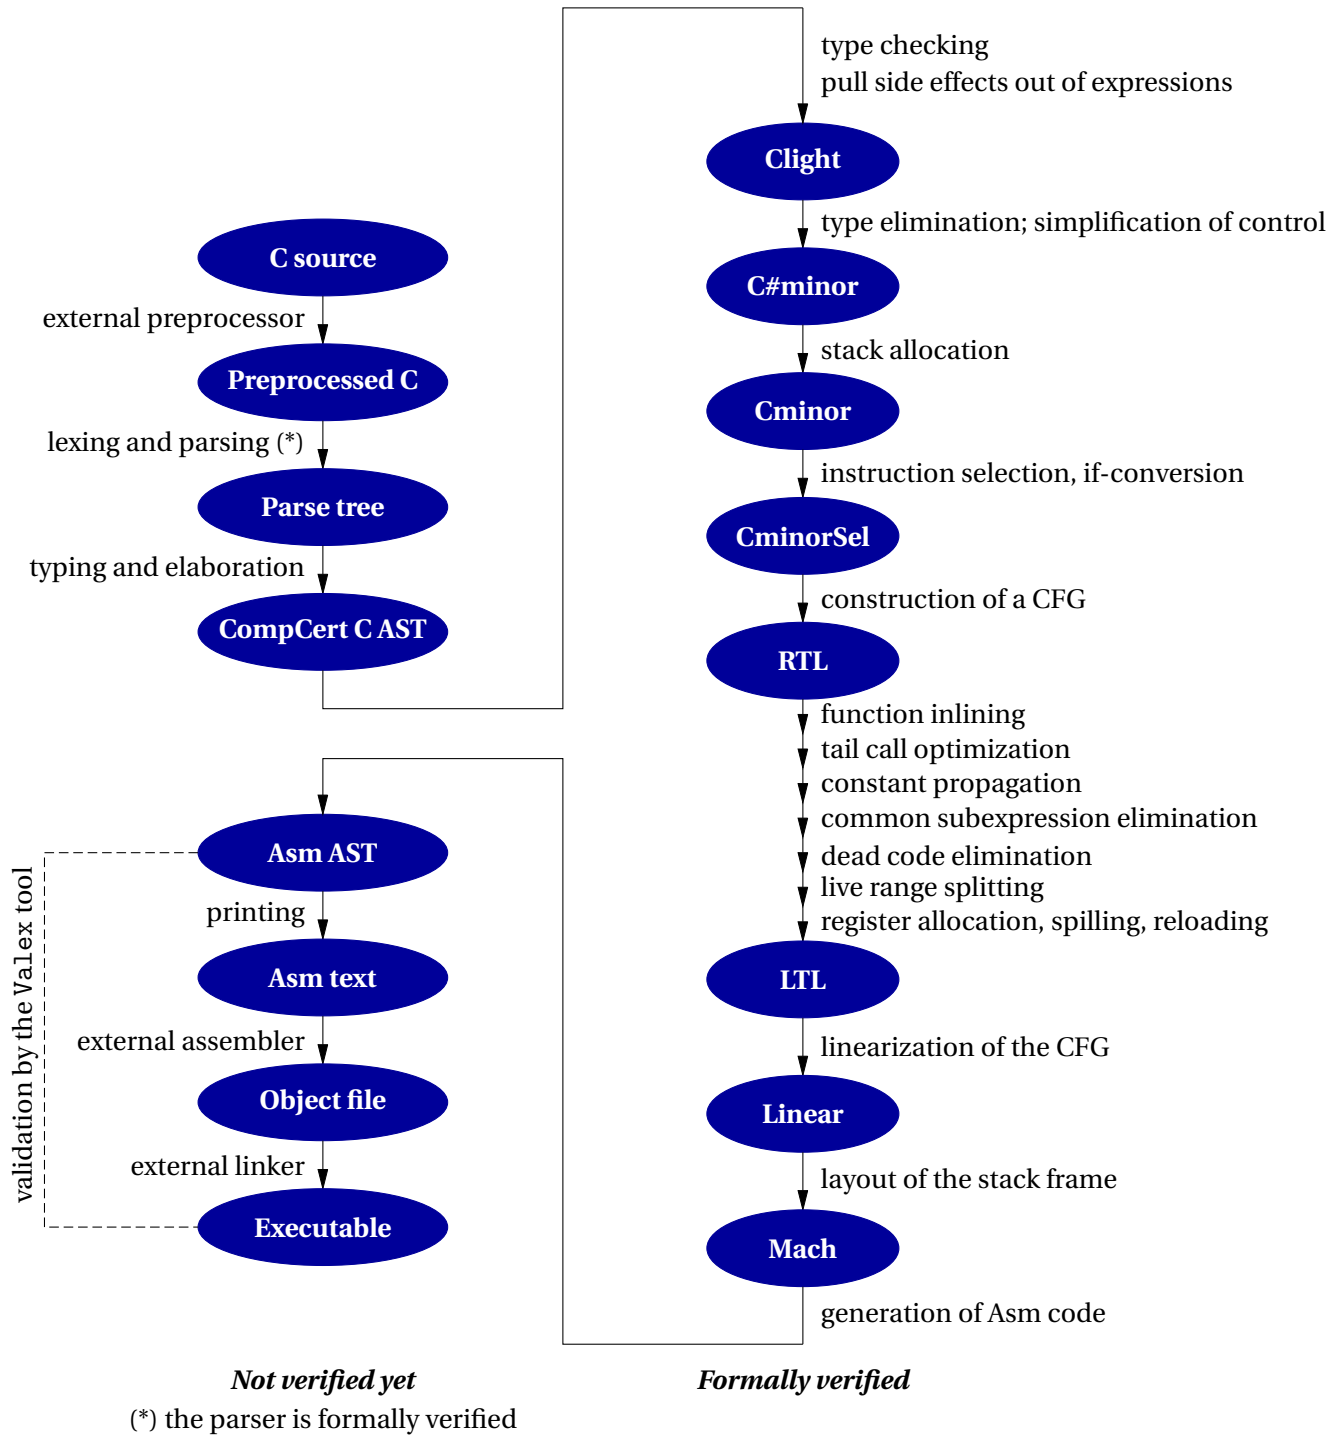 C source
external preprocessor
Preprocessed C
lexing and parsing (*)
Parse tree
typing and elaboration
CompCert C AST
type checking
pull side effects out of expressions
Clight
type elimination; simplification of control
C#minor
stack allocation
Cminor
instruction selection, if-conversion
CminorSel
construction of a CFG
RTL
function inlining
tail call optimization
constant propagation
common subexpression elimination
dead code elimination
live range splitting
register allocation, spilling, reloading
LTL
linearization of the CFG
Linear
layout of the stack frame
Mach
generation of Asm code
Asm AST
printing
Asm text
external assembler
Object file
external linker
Executable
validation by the Valex tool
Not verified yet
(*) the parser is formally verified
Formally verified